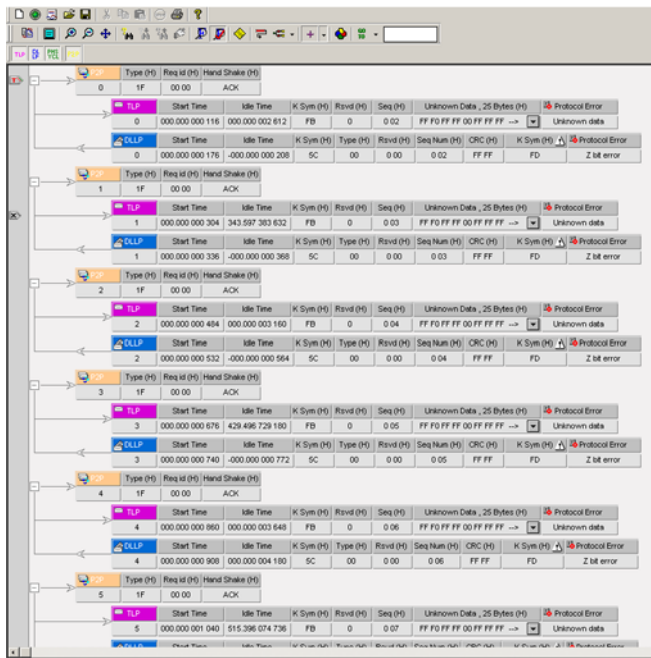 TLP
P2P Type (H) Req id (H) Hand Shake (H)
0 1F 00 00 ACK
TLP Start Time Idle Time K Sym (H) Rsvd (H) Seq (H) Unknown Data , 25 Bytes (H) Protocol Error
0 000.000 000 116 000.000 002 612 FB 0 0 02 FF F0 FF FF 00 FF FF FF --> Unknown data
DLLP Start Time Idle Time K Sym (H) Type (H) Rsvd (H) Seq Num (H) CRC (H) K Sym (H) Protocol Error
0 000.000 000 176 -000.000 000 208 5C 00 0 00 0 02 FF FF FD Z bit error
P2P Type (H) Req id (H) Hand Shake (H)
1 1F 00 00 ACK
TLP Start Time Idle Time K Sym (H) Rsvd (H) Seq (H) Unknown Data , 25 Bytes (H) Protocol Error
1 000.000 000 304 343.597 383 632 FB 0 0 03 FF F0 FF FF 00 FF FF FF --> Unknown data
DLLP Start Time Idle Time K Sym (H) Type (H) Rsvd (H) Seq Num (H) CRC (H) K Sym (H) Protocol Error
1 000.000 000 336 -000.000 000 368 5C 00 0 00 0 03 FF FF FD Z bit error
P2P Type (H) Req id (H) Hand Shake (H)
2 1F 00 00 ACK
TLP Start Time Idle Time K Sym (H) Rsvd (H) Seq (H) Unknown Data , 25 Bytes (H) Protocol Error
2 000.000 000 484 000.000 003 160 FB 0 0 04 FF F0 FF FF 00 FF FF FF --> Unknown data
DLLP Start Time Idle Time K Sym (H) Type (H) Rsvd (H) Seq Num (H) CRC (H) K Sym (H) Protocol Error
2 000.000 000 532 -000.000 000 564 5C 00 0 00 0 04 FF FF FD Z bit error
P2P Type (H) Req id (H) Hand Shake (H)
3 1F 00 00 ACK
TLP Start Time Idle Time K Sym (H) Rsvd (H) Seq (H) Unknown Data , 25 Bytes (H) Protocol Error
3 000.000 000 676 429.496 729 180 FB 0 0 05 FF F0 FF FF 00 FF FF FF --> Unknown data
DLLP Start Time Idle Time K Sym (H) Type (H) Rsvd (H) Seq Num (H) CRC (H) K Sym (H) Protocol Error
3 000.000 000 740 -000.000 000 772 5C 00 0 00 0 05 FF FF FD Z bit error
P2P Type (H) Req id (H) Hand Shake (H)
4 1F 00 00 ACK
TLP Start Time Idle Time K Sym (H) Rsvd (H) Seq (H) Unknown Data , 25 Bytes (H) Protocol Error
4 000.000 000 860 000.000 003 648 FB 0 0 06 FF F0 FF FF 00 FF FF FF --> Unknown data
DLLP Start Time Idle Time K Sym (H) Type (H) Rsvd (H) Seq Num (H) CRC (H) K Sym (H) Protocol Error
4 000.000 000 908 000.000 004 180 5C 00 0 00 0 06 FF FF FD Z bit error
P2P Type (H) Req id (H) Hand Shake (H)
5 1F 00 00 ACK
TLP Start Time Idle Time K Sym (H) Rsvd (H) Seq (H) Unknown Data , 25 Bytes (H) Protocol Error
5 000.000 001 040 515.396 074 736 FB 0 0 07 FF F0 FF FF 00 FF FF FF --> Unknown data
DLLP Start Time Idle Time K Sym (H) Type (H) Rsvd (H) Seq Num (H) CRC (H) K Sym (H) Protocol Error